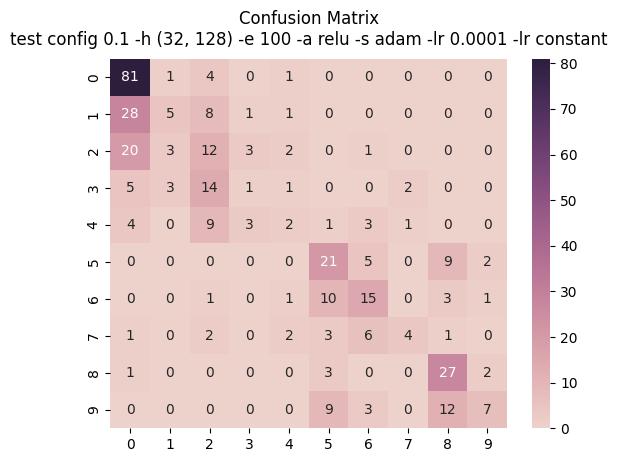 Confusion Matrix
test config 0.1 -h (32, 128) -e 100 -a relu -s adam -lr 0.0001 -lr constant
0 81 1 4 0 1 0 0 0 0 0
1 28 5 8 1 1 0 0 0 0 0
2 20 3 12 3 2 0 1 0 0 0
3 5 3 14 1 1 0 0 2 0 0
4 4 0 9 3 2 1 3 1 0 0
5 0 0 0 0 0 21 5 0 9 2
6 0 0 1 0 1 10 15 0 3 1
7 1 0 2 0 2 3 6 4 1 0
8 1 0 0 0 0 3 0 0 27 2
9 0 0 0 0 0 9 3 0 12 7
0 1 2 3 4 5 6 7 8 9
80
70
60
50
40
30
20
10
0